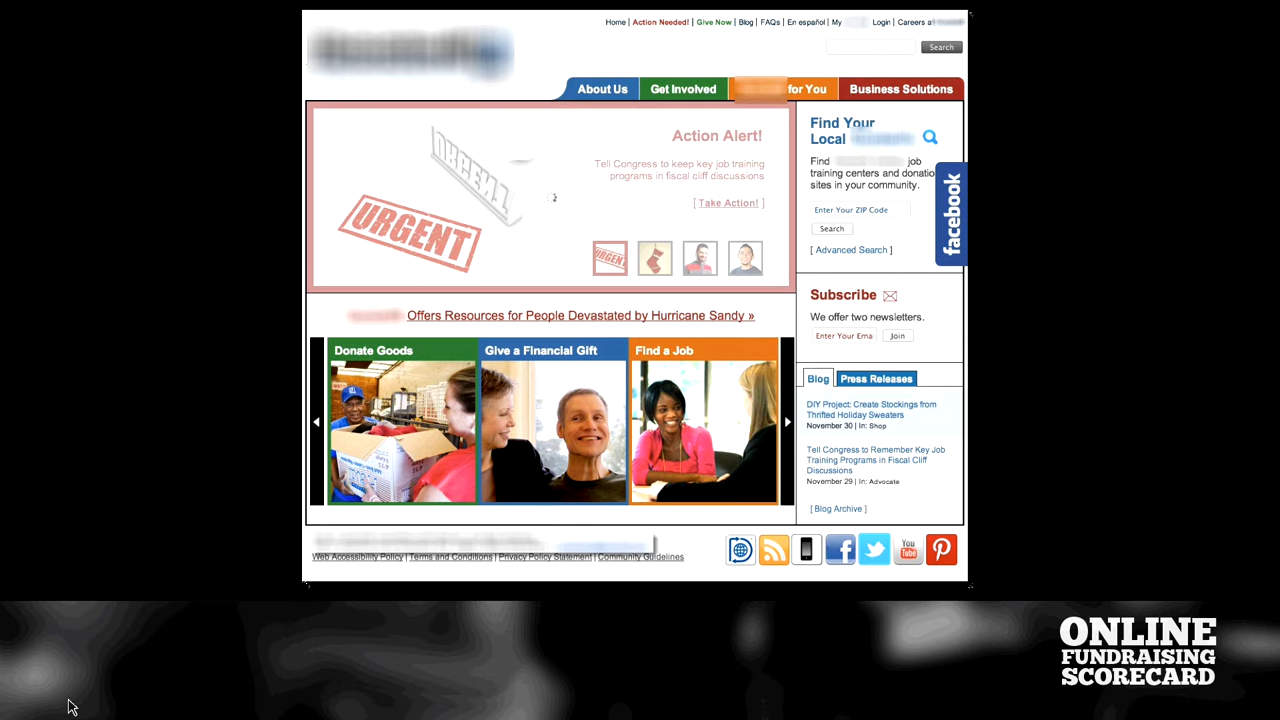 Home | Action Needed! | Give Now | Blog | FAQs | En español | My Login | Careers a
Search
About Us
Get Involved
for You
Business Solutions
URGENT
URGENT
Action Alert!
Tell Congress to keep key job training
programs in fiscal cliff discussions
[ Take Action! ]
URGENT
Find Your
Local
Find job
training centers and donatio
sites in your community.
Enter Your ZIP Code
Search
[ Advanced Search ]
facebook
Subscribe
We offer two newsletters.
Enter Your Ema
Join
Offers Resources for People Devastated by Hurricane Sandy »
Donate Goods
Give a Financial Gift
Find a Job
Blog
Press Releases
DIY Project: Create Stockings from
Thrifted Holiday Sweaters
November 30 | In: Shop
Tell Congress to Remember Key Job
Training Programs in Fiscal Cliff
Discussions
November 29 | In: Advocate
[ Blog Archive ]
Web Accessibility Policy | Terms and Conditions | Privacy Policy Statement | Community Guidelines
You
Tube
ONLINE
FUNDRAISING
SCORECARD